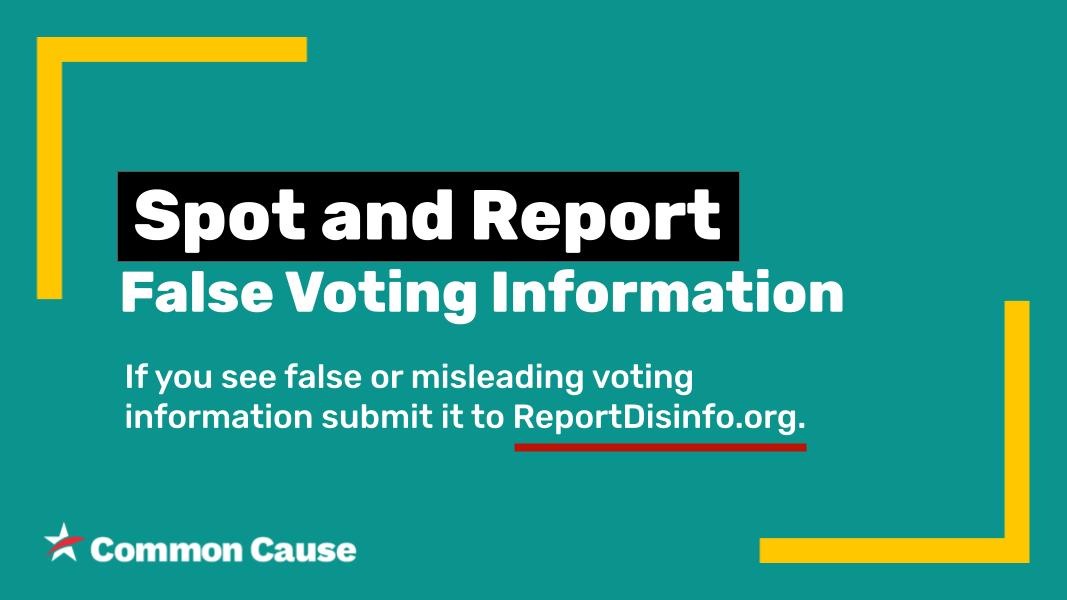 Spot and Report
False Voting Information
If you see false or misleading voting
information submit it to ReportDisinfo.org.
Common Cause